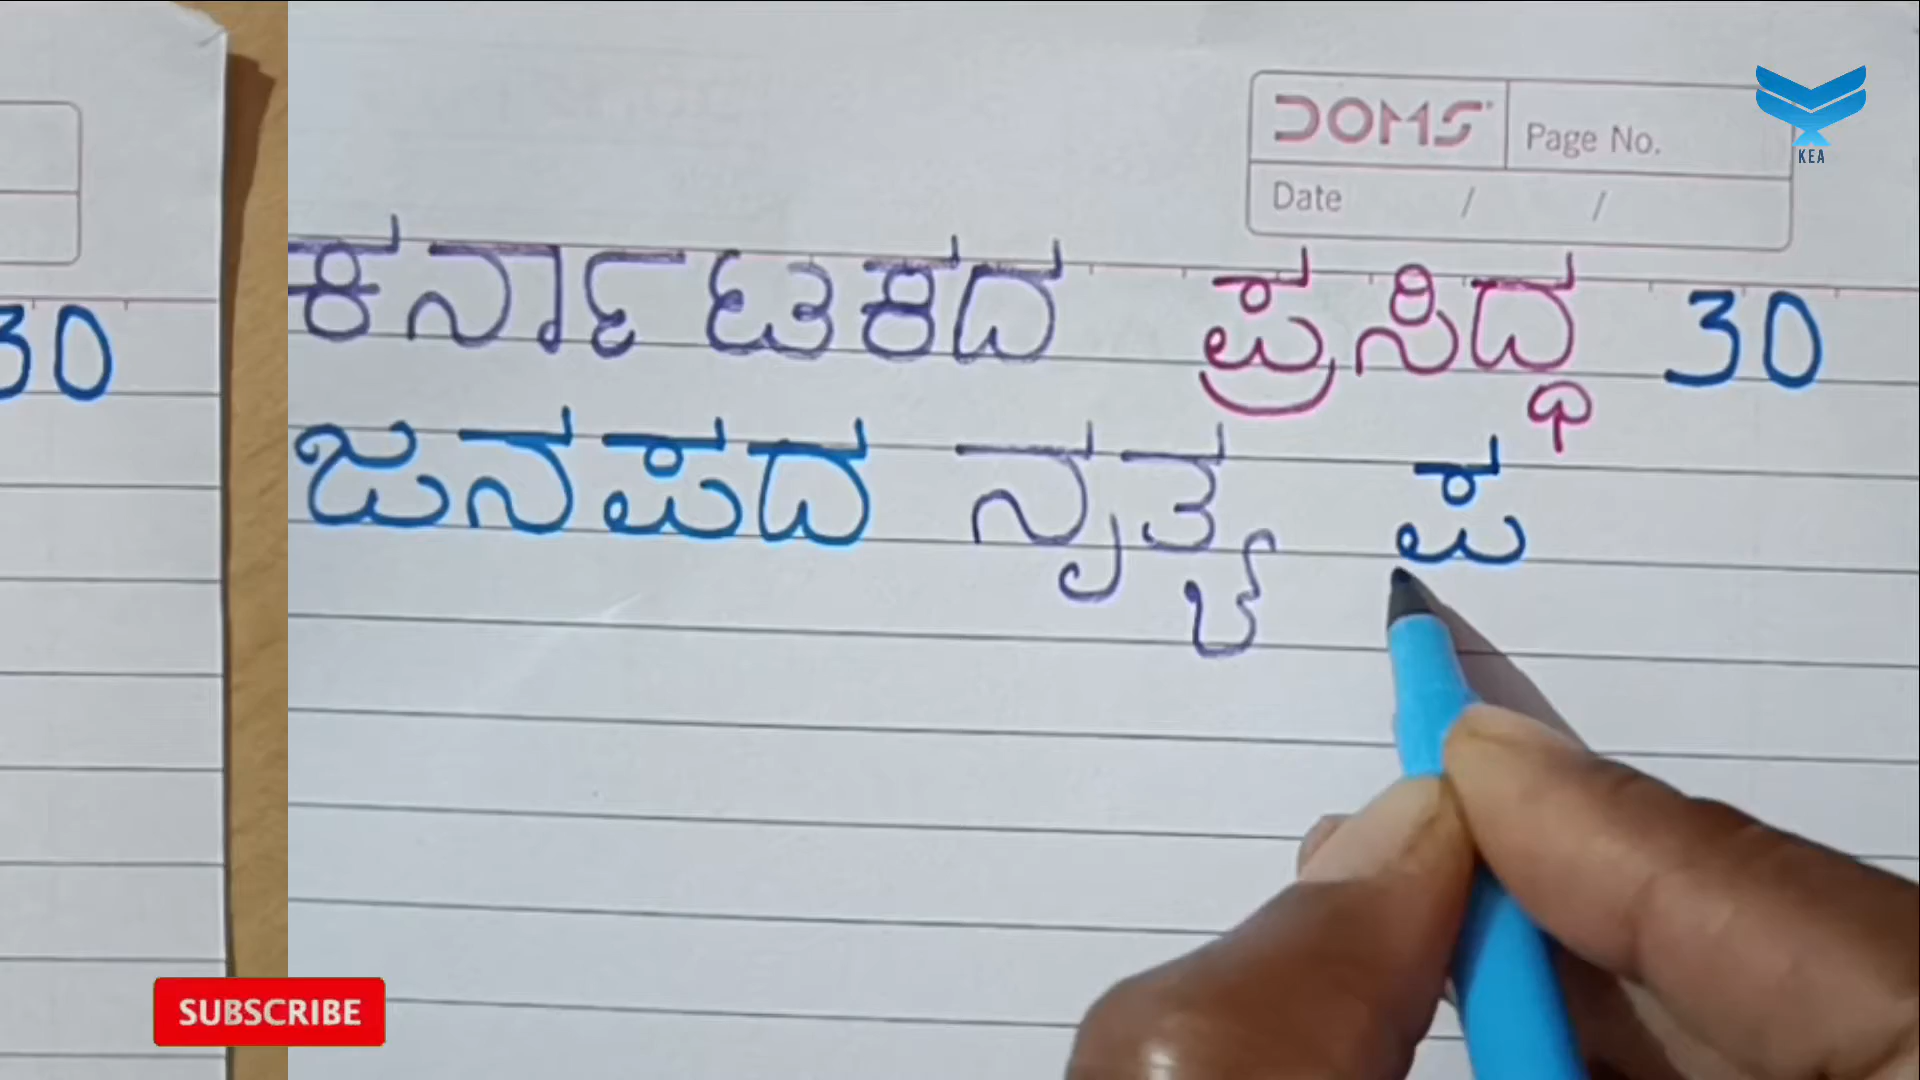 DOMS
Page No.
KEA
Date / /
30
ಕರ್ನಾಟಕದ ಪ್ರಸಿದ್ಧ 30
ಜನಪದ ನೃತ್ಯ ಪ
SUBSCRIBE